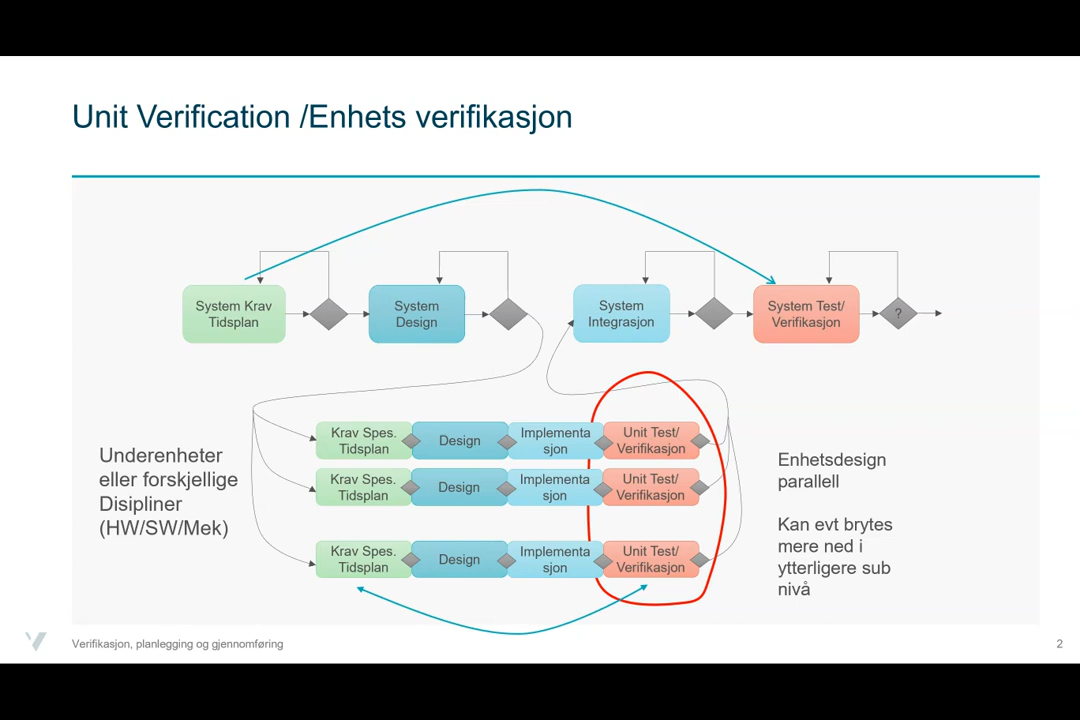 Unit Verification /Enhets verifikasjon
System Krav
Tidsplan
System
Design
System
Integrasjon
System Test/
Verifikasjon
?
Underenheter
eller forskjellige
Disipliner
(HW/SW/Mek)
Krav Spes.
Tidsplan
Design
Implementa
sjon
Unit Test/
Verifikasjon
Krav Spes.
Tidsplan
Design
Implementa
sjon
Unit Test/
Verifikasjon
Krav Spes.
Tidsplan
Design
Implementa
sjon
Unit Test/
Verifikasjon
Enhetsdesign
parallell
Kan evt brytes
mere ned i
ytterligere sub
nivå
Verifikasjon, planlegging og gjennomføring
2